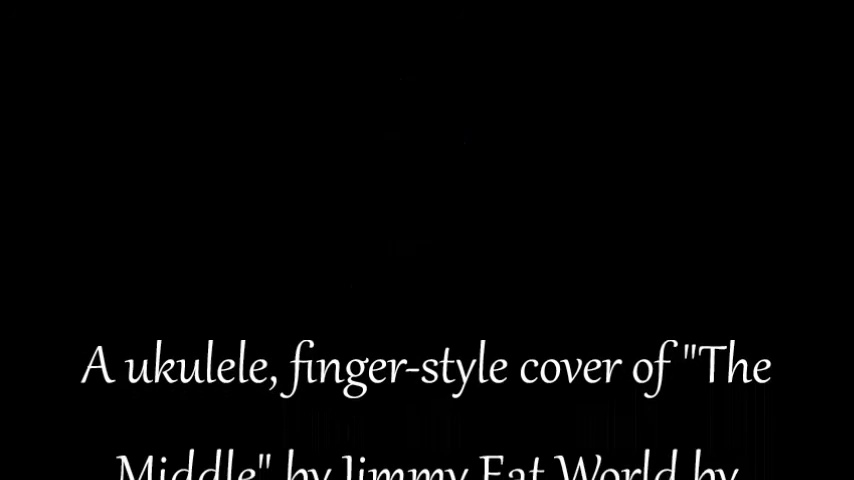 A ukulele, finger-style cover of "The
Middle" by Jimmy Eat World by